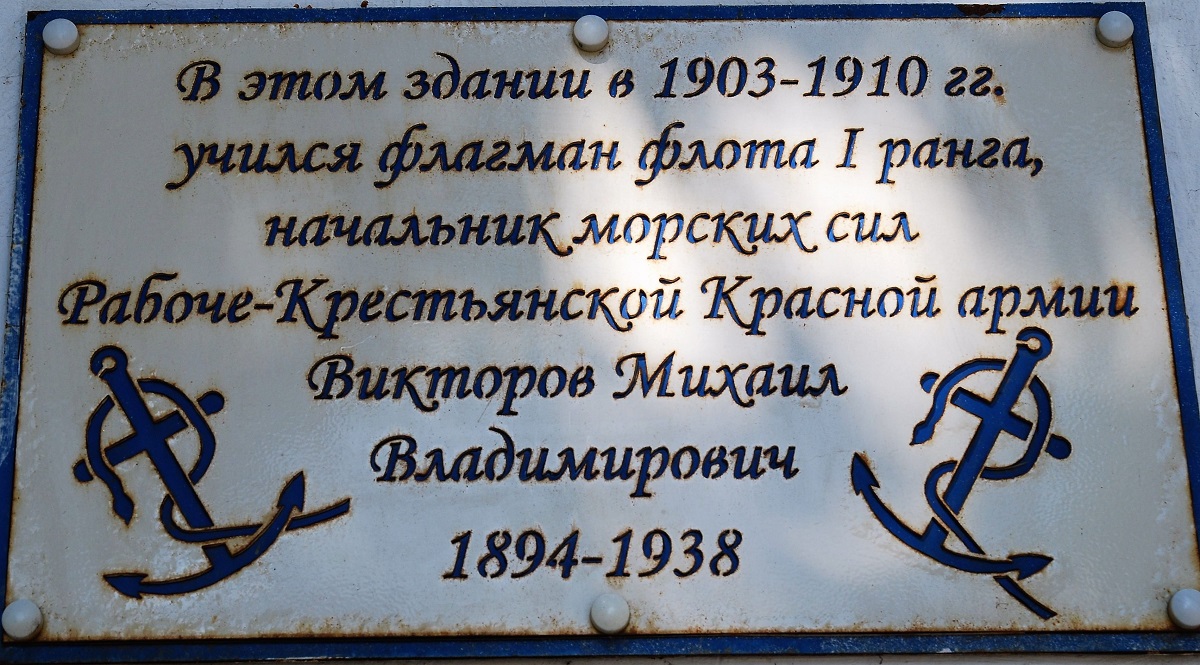 В этом здании в 1903-1910 гг.
учился флагман флота I ранга,
начальник морских сил
Рабоче-Крестьянской Красной армии
Викторов Михаил
Владимирович
1894-1938